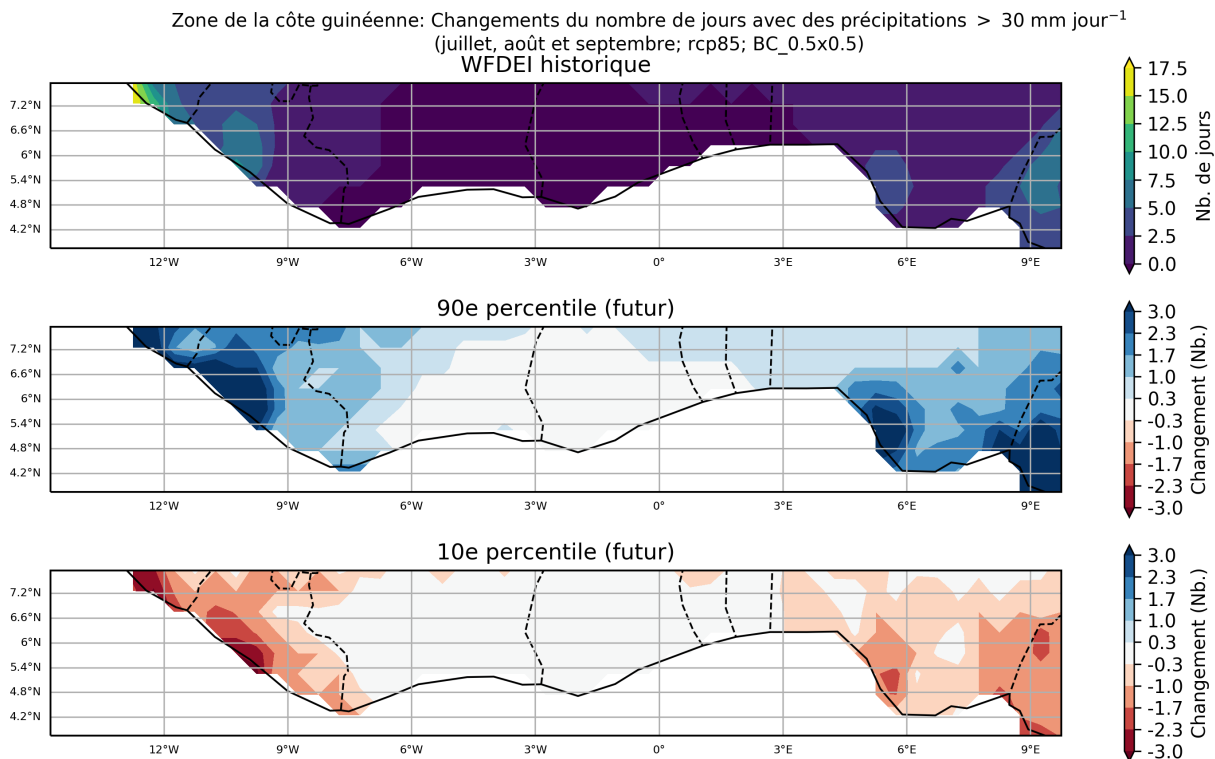 Zone de la côte guinéenne: Changements du nombre de jours avec des précipitations > 30 mm jour⁻¹
(juillet, août et septembre; rcp85; BC_0.5x0.5)
WFDEI historique
7.2°N
6.6°N
6°N
5.4°N
4.8°N
4.2°N
12°W 9°W 6°W 3°W 0° 3°E 6°E 9°E
17.5
15.0
12.5
10.0
7.5
5.0
2.5
0.0
Nb. de jours
90e percentile (futur)
7.2°N
6.6°N
6°N
5.4°N
4.8°N
4.2°N
12°W 9°W 6°W 3°W 0° 3°E 6°E 9°E
3.0
2.3
1.7
1.0
0.3
-0.3
-1.0
-1.7
-2.3
-3.0
Changement (Nb.)
10e percentile (futur)
7.2°N
6.6°N
6°N
5.4°N
4.8°N
4.2°N
12°W 9°W 6°W 3°W 0° 3°E 6°E 9°E
3.0
2.3
1.7
1.0
0.3
-0.3
-1.0
-1.7
-2.3
-3.0
Changement (Nb.)